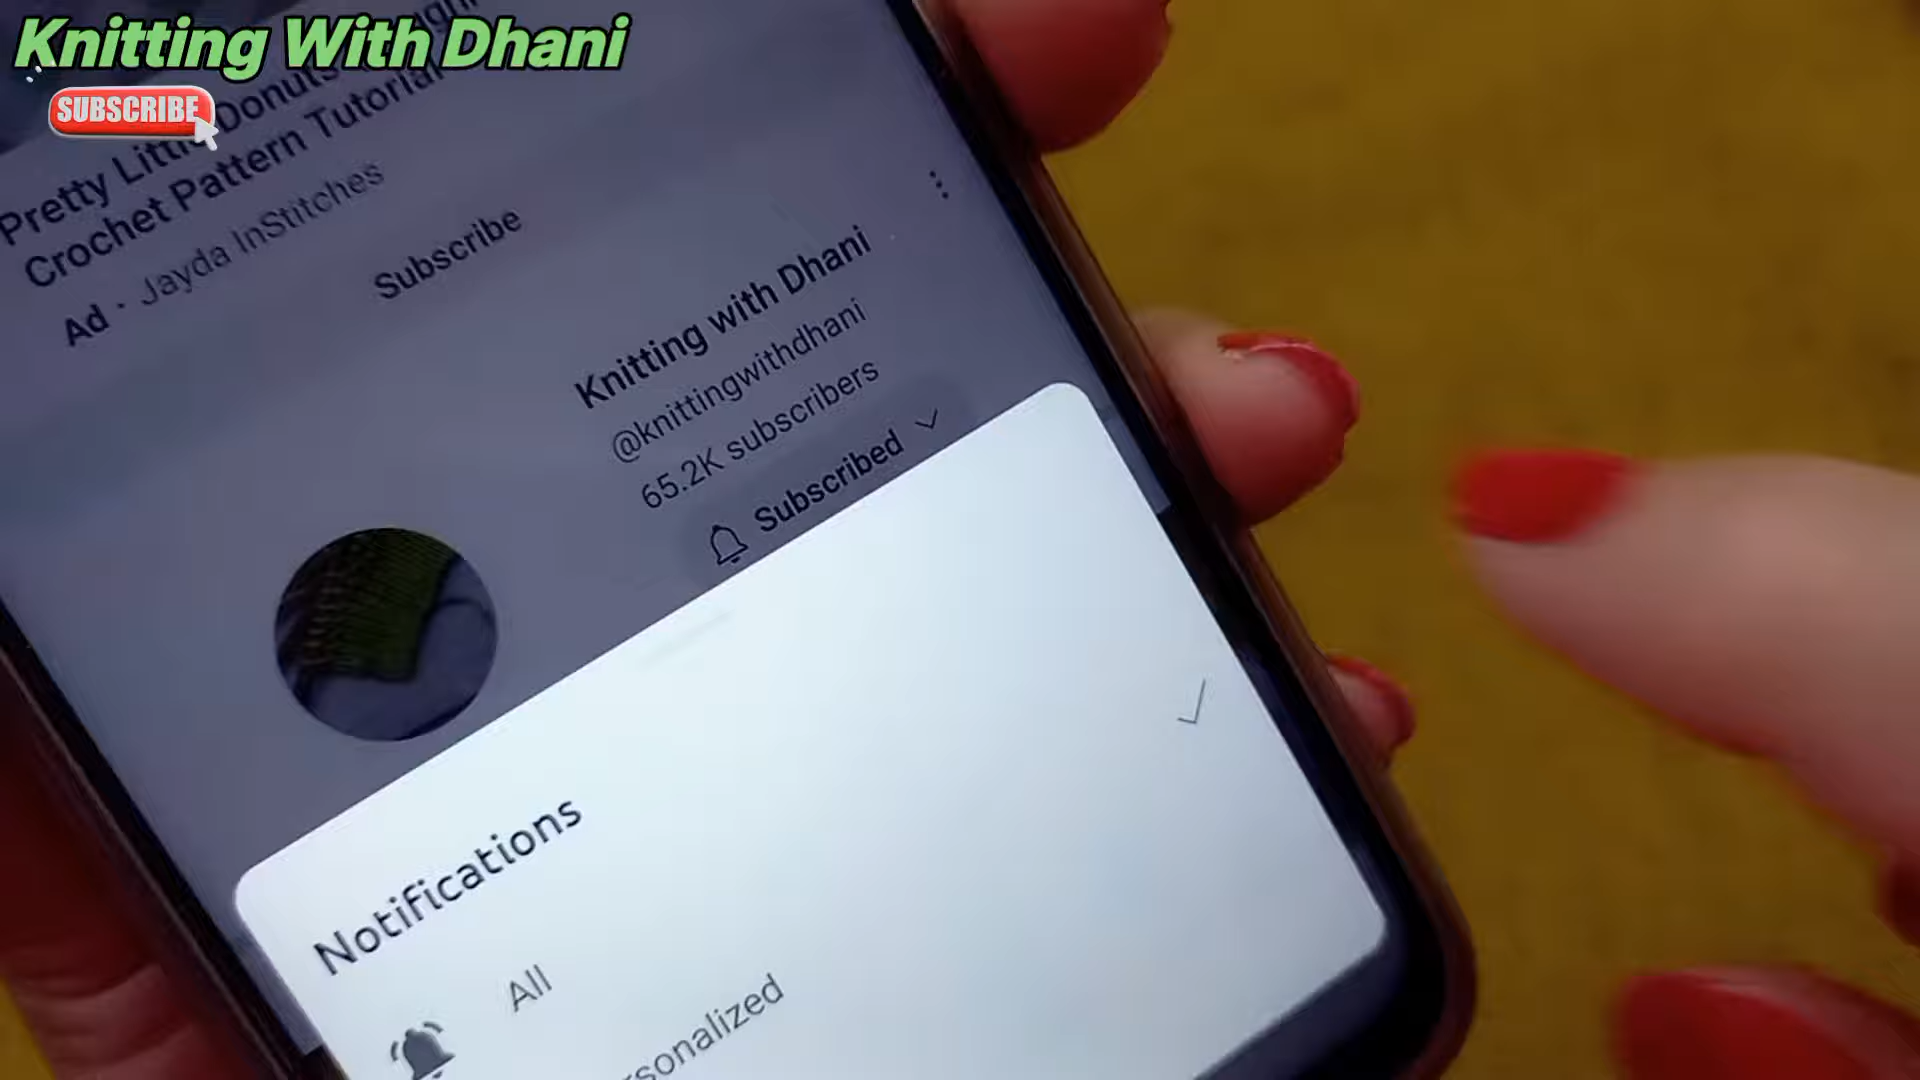 Knitting With Dhani
SUBSCRIBE
Pretty Little Donuts
Crochet Pattern Tutorial
Ad · Jayda InStitches
Subscribe
Knitting with Dhani
@knittingwithdhani
65.2K subscribers
Subscribed
Notifications
All